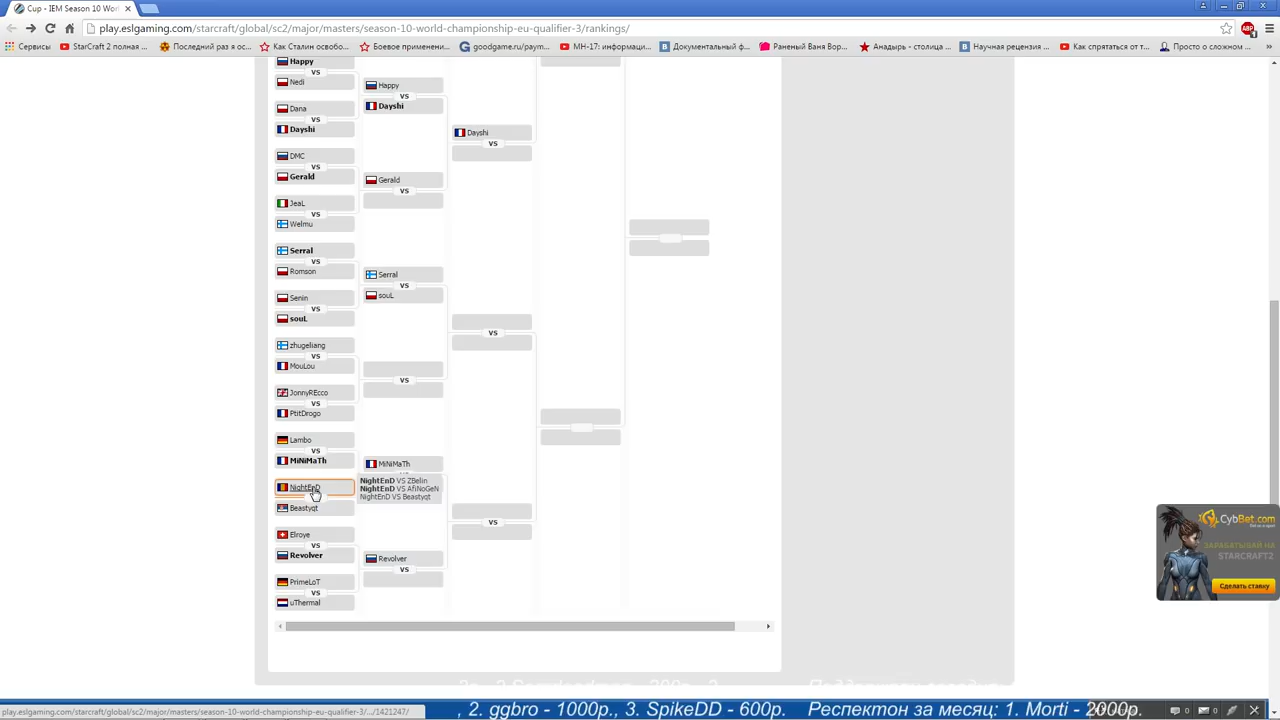 Cup - IEM Season 10 Worl
play.eslgaming.com/starcraft/global/sc2/major/masters/season-10-world-championship-eu-qualifier-3/rankings/
Сервисы StarCraft 2 полная ... Последний раз я ос... Как Сталин освобо... Боевое применени... goodgame.ru/paym... МН-17: информаци... Документальный ф... Раненый Ваня Вор... Анадырь - столица ... Научная рецензия ... Как спрятаться от т... Просто о сложном ...
Happy
VS
Nedi
Dana
VS
Dayshi
DMC
VS
Gerald
JeaL
VS
Welmu
Serral
VS
Romson
Senin
VS
souL
zhugeliang
VS
MouLou
JonnyREcco
VS
PtitDrogo
Lambo
VS
MiNiMaTh
NightEnD
Beastyqt
Elroye
VS
Revolver
PrimeLoT
VS
uThermal
Happy
VS
Dayshi
Gerald
VS
Serral
VS
souL
VS
MiNiMaTh
NightEnD VS ZBelin
NightEnD VS AfiNoGeN
NightEnD VS Beastyqt
Revolver
VS
Dayshi
VS
VS
VS
CybBet.com
ЗАРАБАТЫВАЙ НА
STARCRAFT2
Сделать ставку
play.eslgaming.com/starcraft/global/sc2/major/masters/season-10-world-championship-eu-qualifier-3/.../1421247/
, 2. ggbro - 1000р., 3. SpikeDD - 600р. Респектон за месяц: 1. Morti - 2000р.